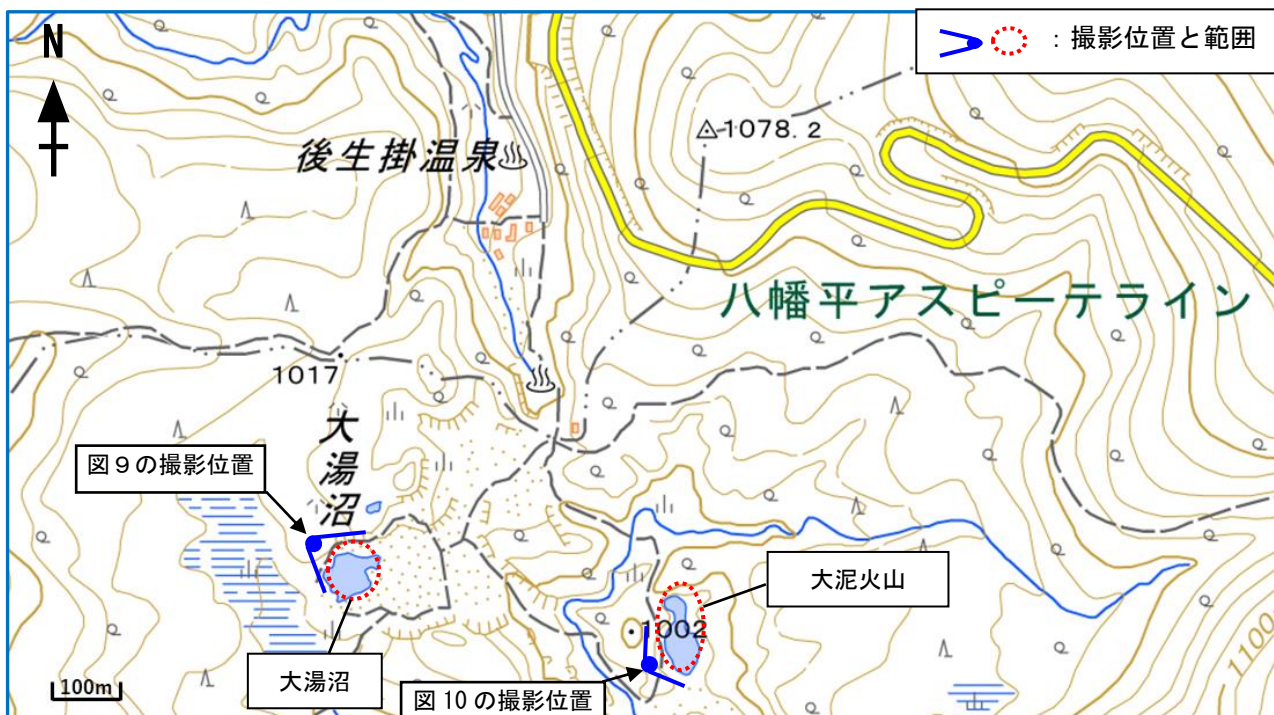 N
：撮影位置と範囲
1078.2
後生掛温泉
八幡平アスピーテライン
1017
大湯沼
図９の撮影位置
大泥火山
1002
大湯沼
図 10 の撮影位置
100m
1100